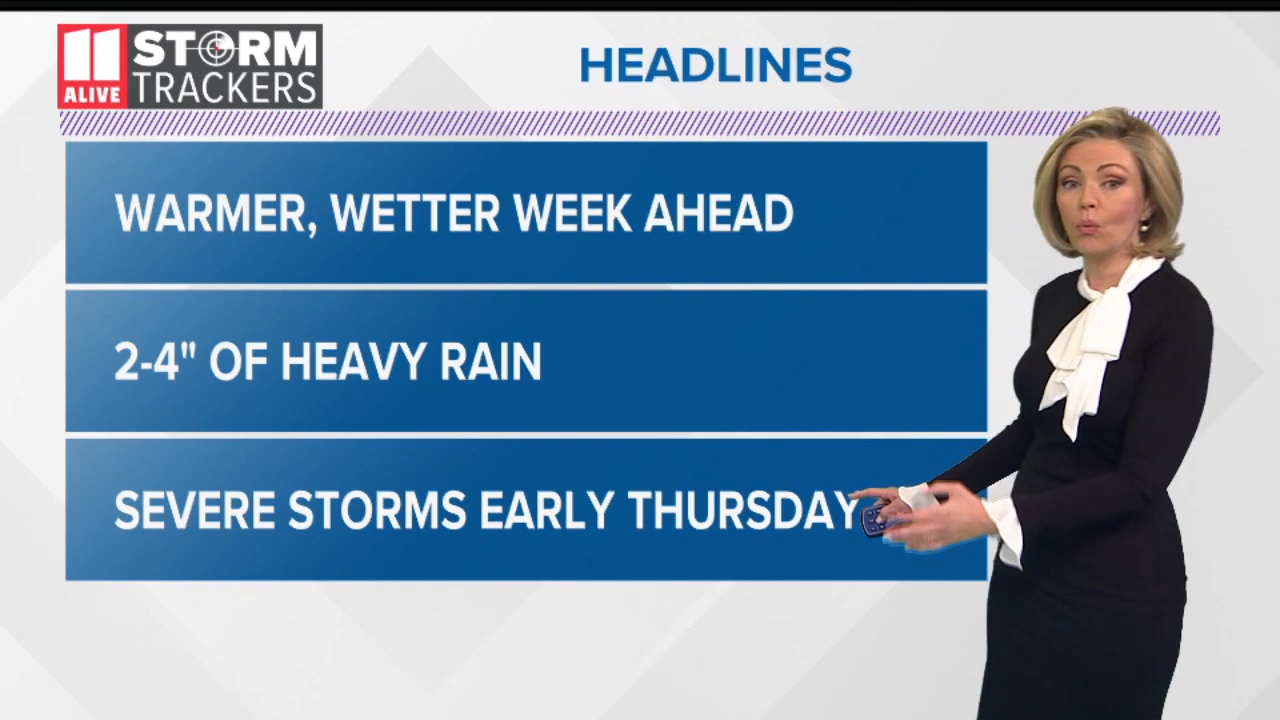 11 ALIVE
STORM
TRACKERS
HEADLINES
WARMER, WETTER WEEK AHEAD
2-4" OF HEAVY RAIN
SEVERE STORMS EARLY THURSDAY